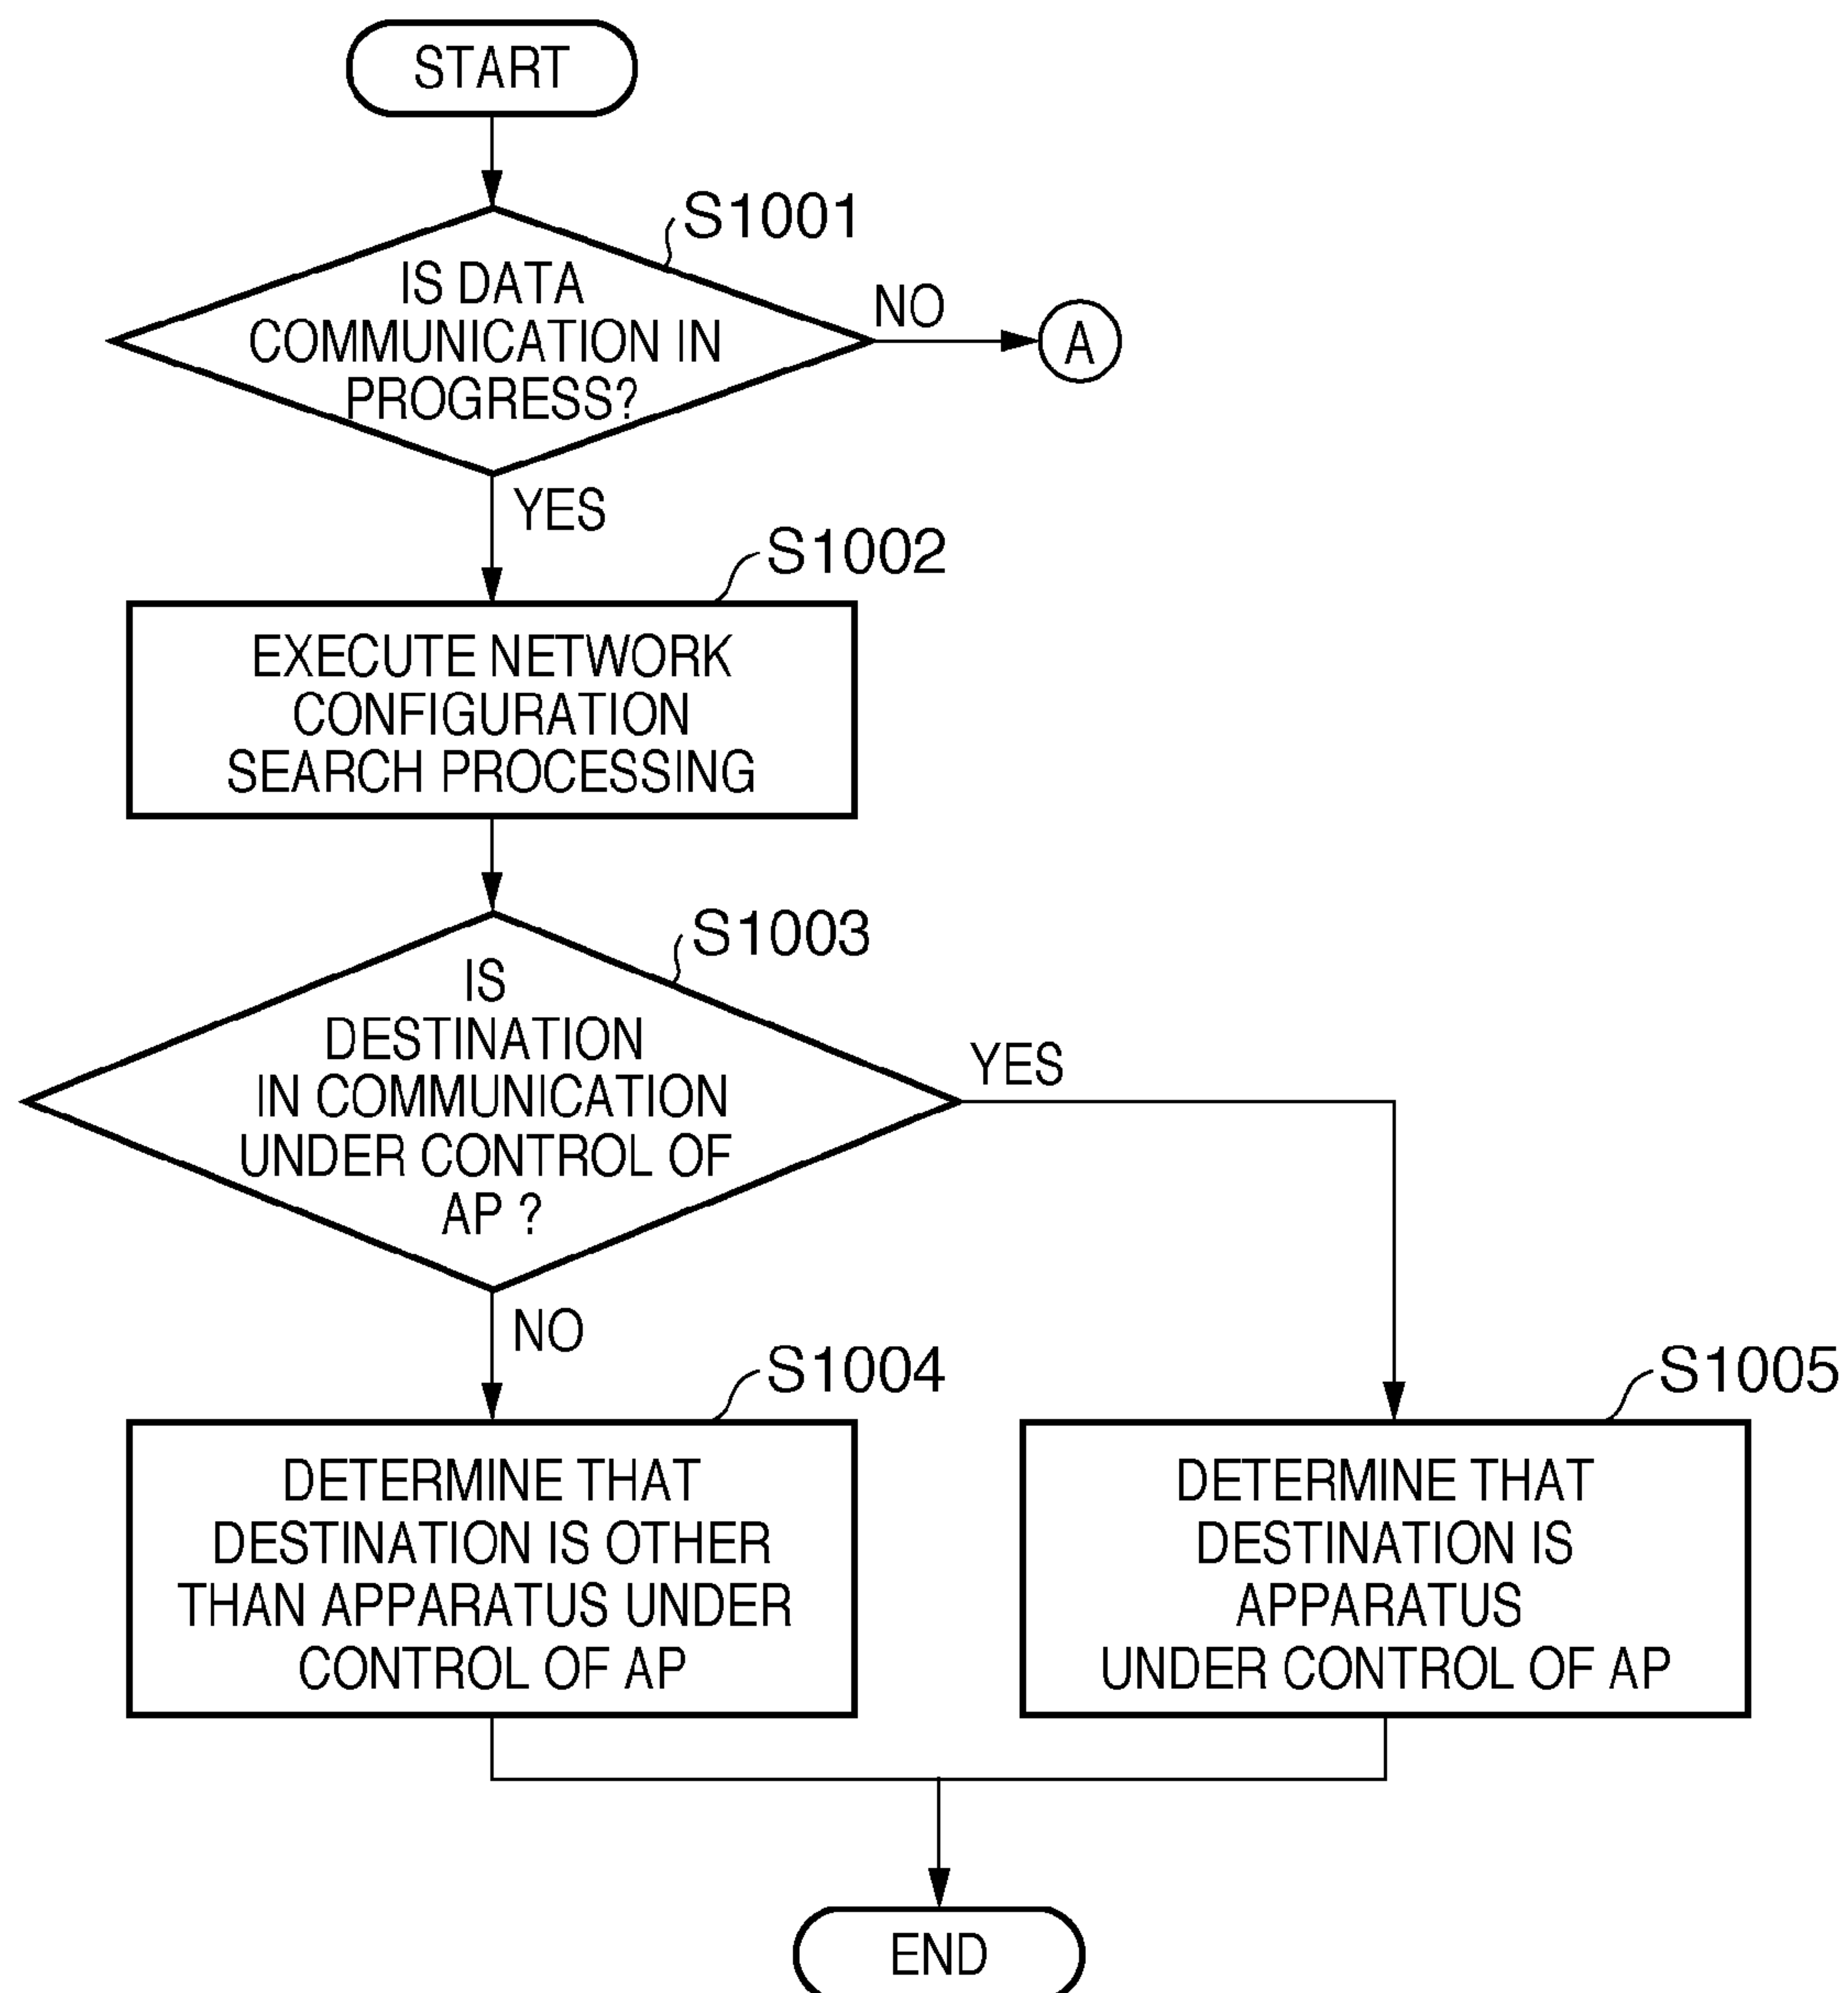 START
S1001
IS DATA
COMMUNICATION IN
PROGRESS?
NO
A
YES
S1002
EXECUTE NETWORK
CONFIGURATION
SEARCH PROCESSING
S1003
IS
DESTINATION
IN COMMUNICATION
UNDER CONTROL OF
AP ?
YES
NO
S1004
DETERMINE THAT
DESTINATION IS OTHER
THAN APPARATUS UNDER
CONTROL OF AP
S1005
DETERMINE THAT
DESTINATION IS
APPARATUS
UNDER CONTROL OF AP
END